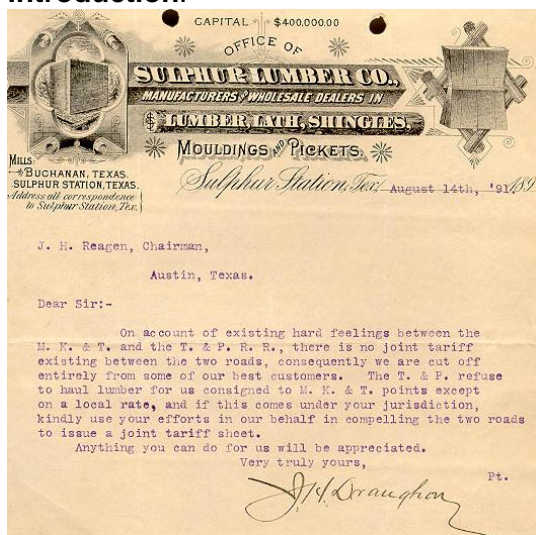 Introduction.
CAPITAL $400,000.00
OFFICE OF
SULPHUR LUMBER CO.,
MANUFACTURERS & WHOLESALE DEALERS IN
LUMBER LATH, SHINGLES
MOULDINGS AND PICKETS.
MILLS:
BUCHANAN, TEXAS.
SULPHUR STATION, TEXAS.
Address all correspondence
to Sulphur Station, Tex.
Sulphur Station, Tex. August 14th, '91 189
J. H. Reagen, Chairman,
Austin, Texas.
Dear Sir:-
On account of existing hard feelings between the
M. K. & T. and the T. & P. R. R., there is no joint tariff
existing between the two roads, consequently we are cut off
entirely from some of our best customers. The T. & P. refuse
to haul lumber for us consigned to M. K. & T. points except
on a local rate, and if this comes under your jurisdiction,
kindly use your efforts in our behalf in compelling the two roads
to issue a joint tariff sheet.
Anything you can do for us will be appreciated.
Very truly yours,
Pt.
J. H. Draughon